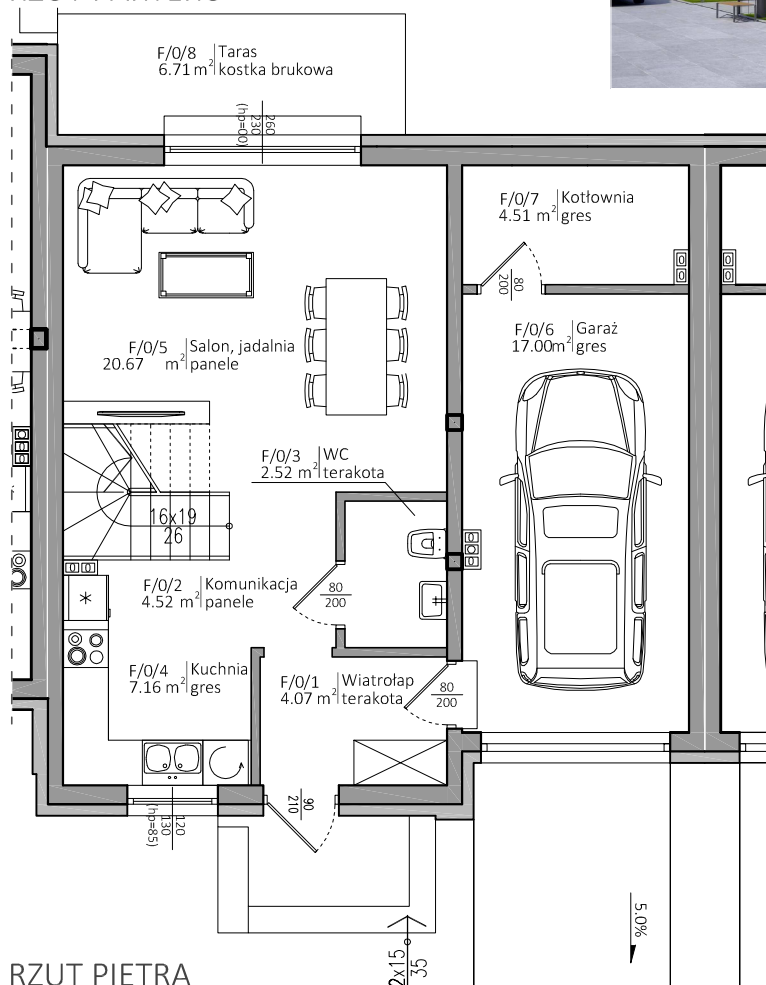 F/0/8 Taras
6.71 m² kostka brukowa
260
230
(hp=00)
F/0/7 Kotłownia
4.51 m² gres
80
200
F/0/6 Garaż
17.00m² gres
F/0/5 Salon, jadalnia
20.67 m² panele
F/0/3 WC
2.52 m² terakota
16x19
26
F/0/2 Komunikacja
4.52 m² panele
80
200
F/0/4 Kuchnia
7.16 m² gres
F/0/1 Wiatrołap
4.07 m² terakota
80
200
90
210
120
130
(hp=85)
5.0%
2x15
35
RZUT PIĘTRA